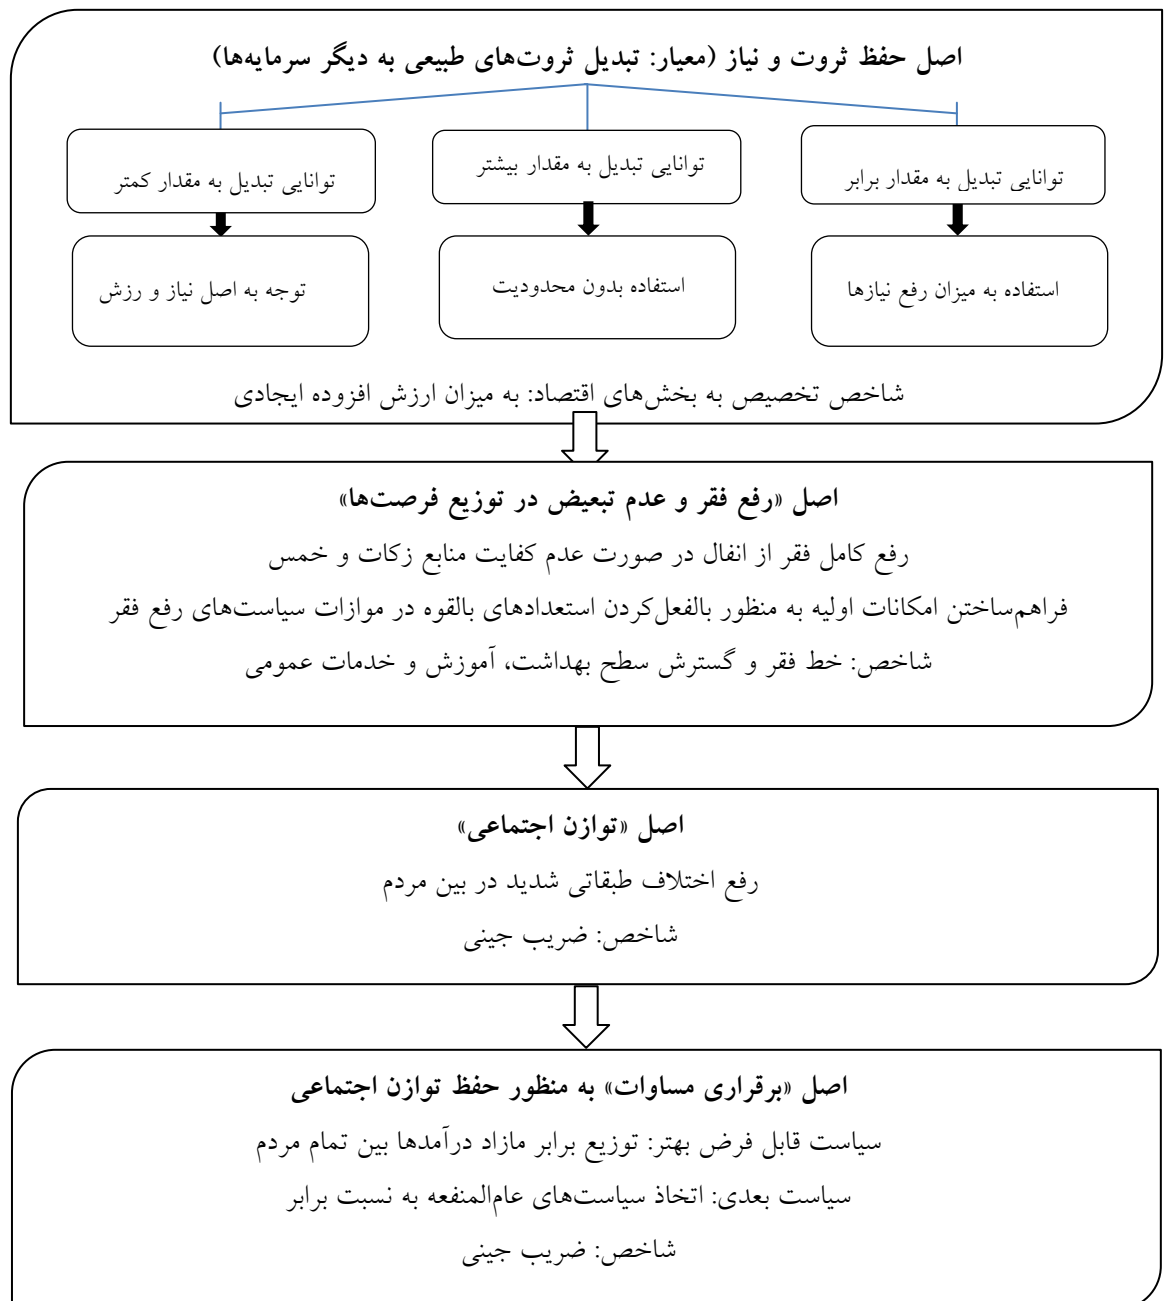 اصل حفظ ثروت و نیاز (معیار: تبدیل ثروت‌های طبیعی به دیگر سرمایه‌ها)
توانایی تبدیل به مقدار برابر
توانایی تبدیل به مقدار بیشتر
توانایی تبدیل به مقدار کمتر
استفاده به میزان رفع نیازها
استفاده بدون محدودیت
توجه به اصل نیاز و رزش
شاخص تخصیص به بخش‌های اقتصاد: به میزان ارزش افزوده ایجادی
اصل «رفع فقر و عدم تبعیض در توزیع فرصت‌ها»
رفع کامل فقر از انفال در صورت عدم کفایت منابع زکات و خمس
فراهم‌ساختن امکانات اولیه به منظور بالفعل‌کردن استعدادهای بالقوه در موازات سیاست‌های رفع فقر
شاخص: خط فقر و گسترش سطح بهداشت، آموزش و خدمات عمومی
اصل «توازن اجتماعی»
رفع اختلاف طبقاتی شدید در بین مردم
شاخص: ضریب جینی
اصل «برقراری مساوات» به منظور حفظ توازن اجتماعی
سیاست قابل فرض بهتر: توزیع برابر مازاد درآمدها بین تمام مردم
سیاست بعدی: اتخاذ سیاست‌های عام‌المنفعه به نسبت برابر
شاخص: ضریب جینی